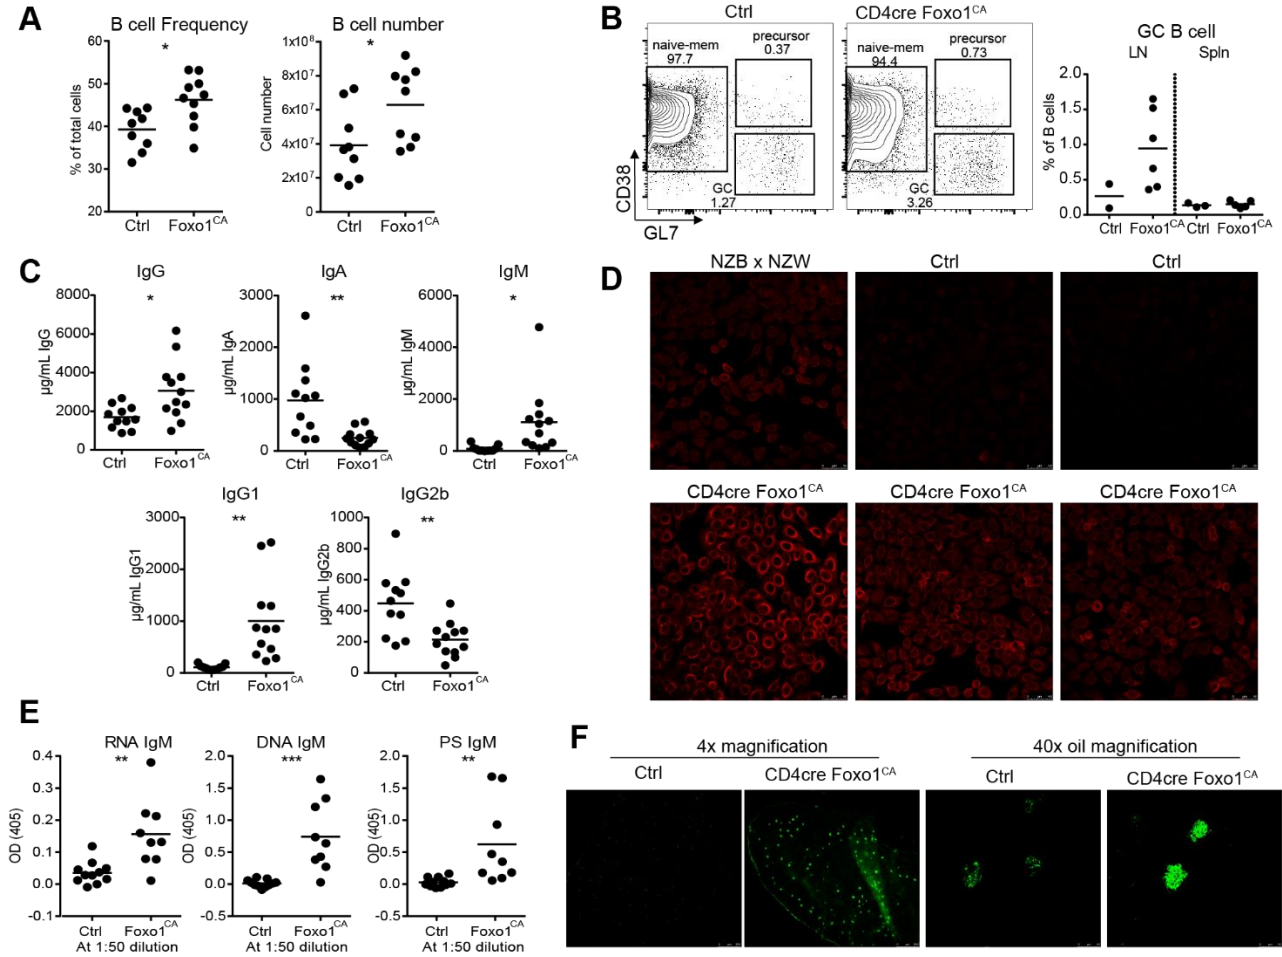 A
B cell Frequency
*
% of total cells
60
50
40
30
20
Ctrl
Foxo1CA
B cell number
*
Cell number
1x10⁸
8x10⁷
6x10⁷
4x10⁷
2x10⁷
0
Ctrl
Foxo1CA
B
Ctrl
naive-mem
97.7
precursor
0.37
GC
1.27
CD4cre Foxo1CA
naive-mem
94.4
precursor
0.73
GC
3.26
CD38
GL7
GC B cell
LN
Spln
% of B cells
2.0
1.5
1.0
0.5
0.0
Ctrl
Foxo1CA
Ctrl
Foxo1CA
C
IgG
*
µg/mL IgG
8000
6000
4000
2000
0
Ctrl
Foxo1CA
IgA
**
µg/mL IgA
3000
2000
1000
0
Ctrl
Foxo1CA
IgM
*
µg/mL IgM
6000
4000
2000
0
Ctrl
Foxo1CA
IgG1
**
µg/mL IgG1
3000
2000
1000
0
Ctrl
Foxo1CA
IgG2b
**
µg/mL IgG2b
1000
800
600
400
200
0
Ctrl
Foxo1CA
D
NZB x NZW
Ctrl
Ctrl
CD4cre Foxo1CA
CD4cre Foxo1CA
CD4cre Foxo1CA
E
RNA IgM
**
OD (405)
0.4
0.3
0.2
0.1
0.0
-0.1
Ctrl
Foxo1CA
At 1:50 dilution
DNA IgM
***
OD (405)
2.0
1.5
1.0
0.5
0.0
-0.5
Ctrl
Foxo1CA
At 1:50 dilution
PS IgM
**
OD (405)
2.0
1.5
1.0
0.5
0.0
-0.5
Ctrl
Foxo1CA
At 1:50 dilution
F
4x magnification
Ctrl
CD4cre Foxo1CA
40x oil magnification
Ctrl
CD4cre Foxo1CA